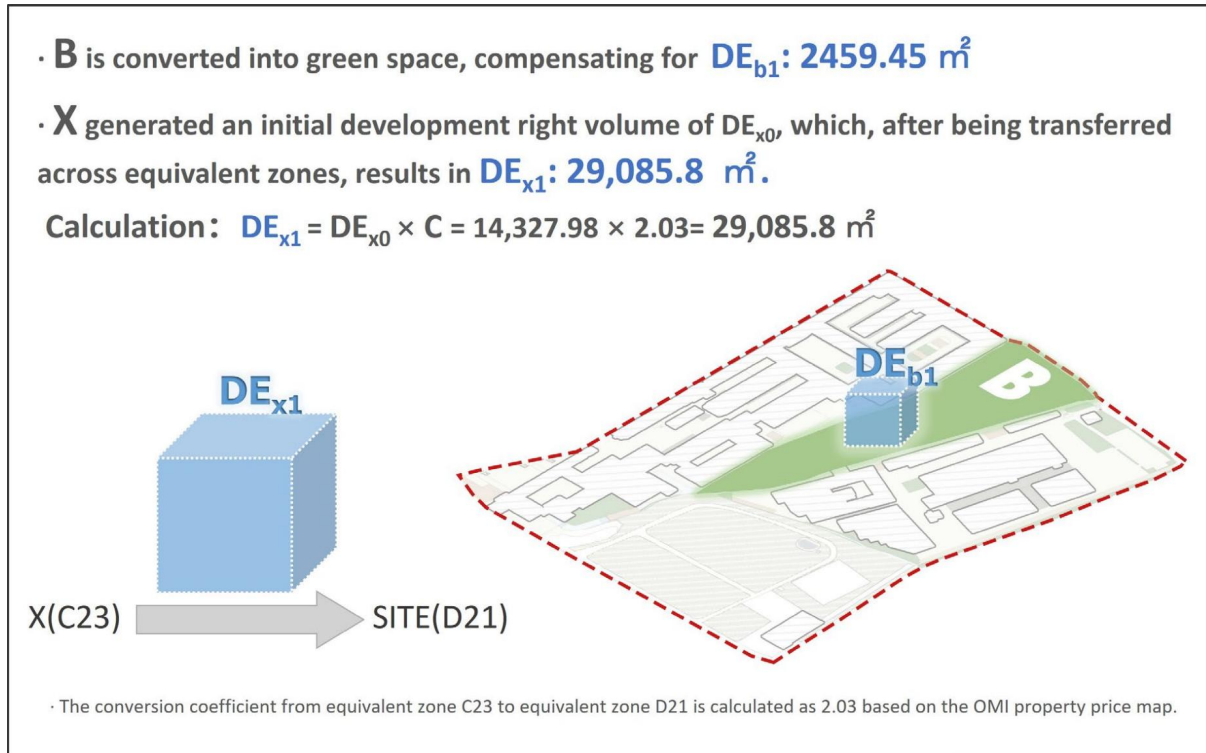 · B is converted into green space, compensating for DEb1: 2459.45 ㎡
· X generated an initial development right volume of DEx0, which, after being transferred
across equivalent zones, results in DEx1: 29,085.8 ㎡.
Calculation: DEx1 = DEx0 × C = 14,327.98 × 2.03= 29,085.8 ㎡
DEx1
DEb1
B
X(C23)
SITE(D21)
· The conversion coefficient from equivalent zone C23 to equivalent zone D21 is calculated as 2.03 based on the OMI property price map.